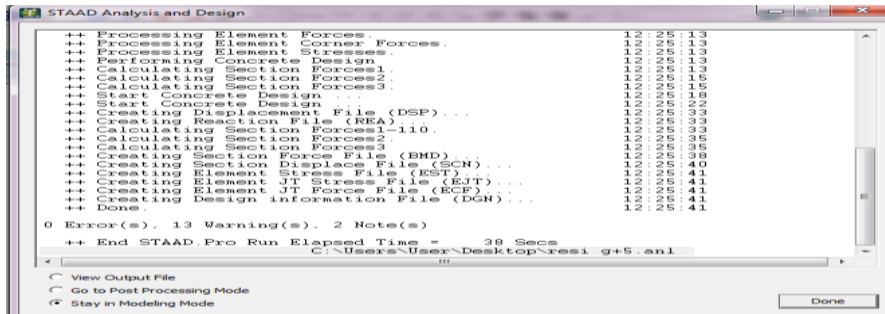 STAAD Analysis and Design
++ Processing Element Forces. 12:25:13
++ Processing Element Corner Forces. 12:25:13
++ Processing Element Stresses. 12:25:13
++ Performing Concrete Design 12:25:13
++ Calculating Section Forces1. 12:25:13
++ Calculating Section Forces2. 12:25:15
++ Calculating Section Forces3. 12:25:15
++ Start Concrete Design ... 12:25:18
++ Start Concrete Design ... 12:25:22
++ Creating Displacement File (DSP)... 12:25:33
++ Creating Reaction File (REA)... 12:25:33
++ Calculating Section Forces1-110. 12:25:33
++ Calculating Section Forces2. 12:25:35
++ Calculating Section Forces3 12:25:35
++ Creating Section Force File (BMD)... 12:25:38
++ Creating Section Displace File (SCN)... 12:25:40
++ Creating Element Stress File (EST)... 12:25:41
++ Creating Element JT Stress File (EJT)... 12:25:41
++ Creating Element JT Force File (ECF)... 12:25:41
++ Creating Design information File (DGN)... 12:25:41
++ Done. 12:25:41
0 Error(s), 13 Warning(s), 2 Note(s)
++ End STAAD.Pro Run Elapsed Time = 38 Secs
C:\Users\User\Desktop\resi g+5.anl
View Output File
Go to Post Processing Mode
Stay in Modeling Mode
Done